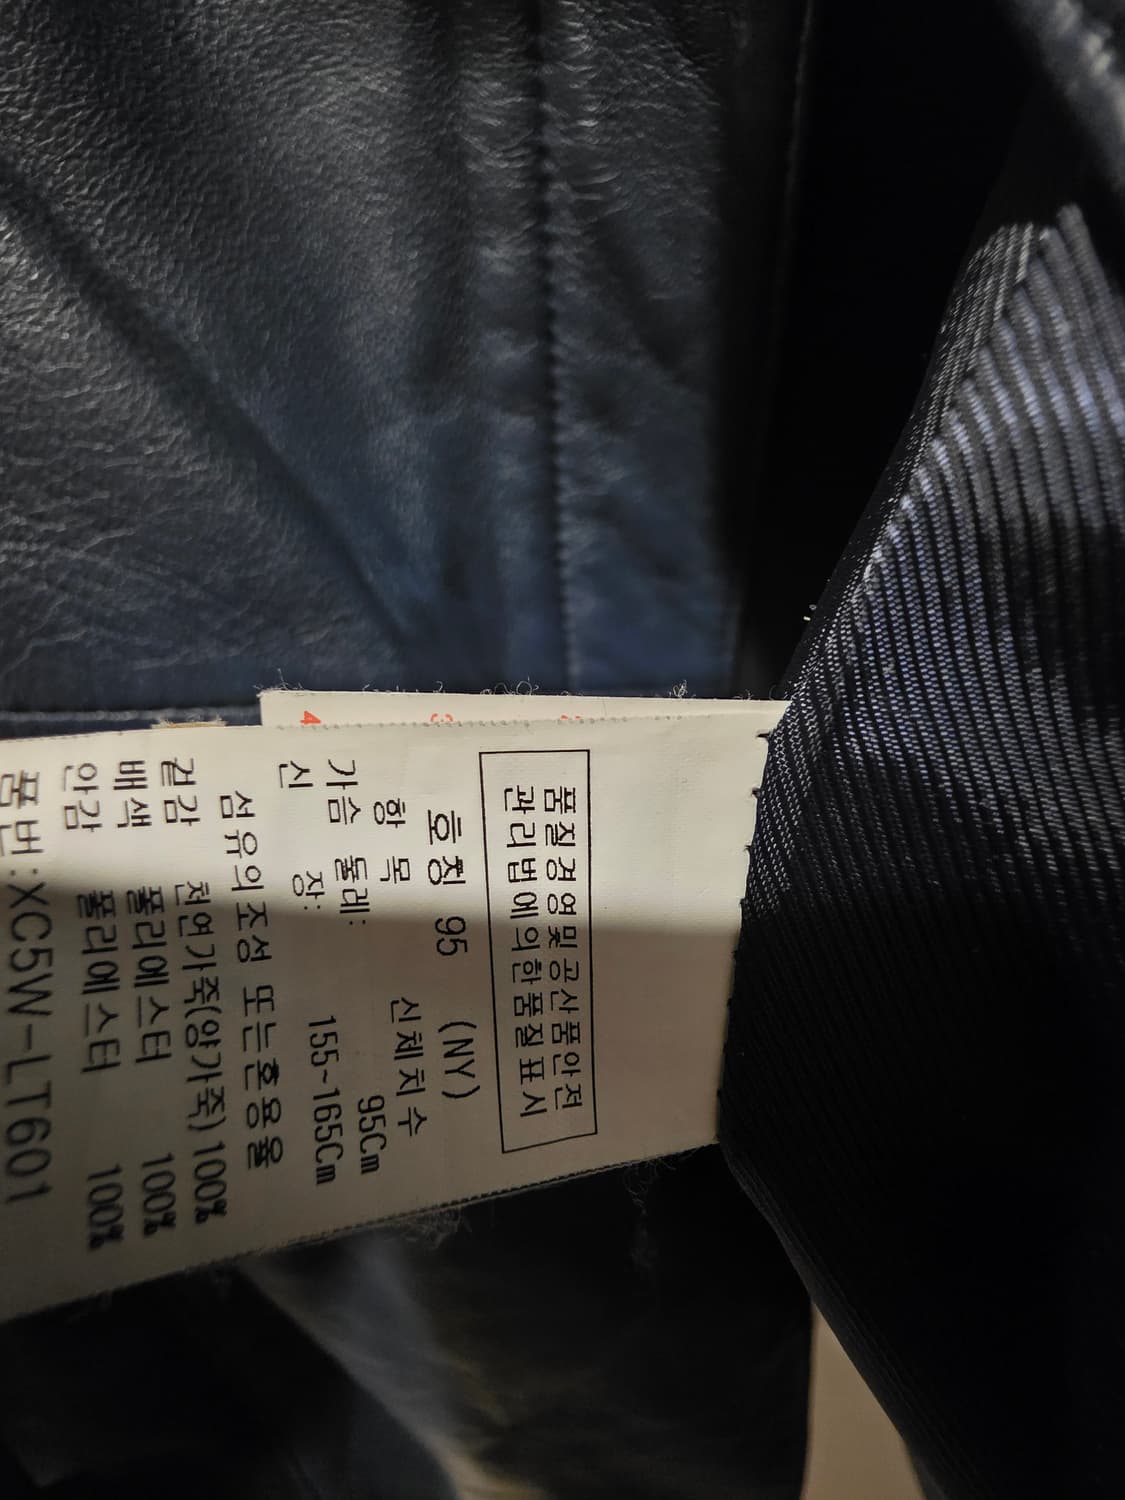 품질경영및공산품안전
관리법에의한품질표시
호칭 95 (NY)
항 목 신체치수
가슴 둘레: 95Cm
신 장: 155~165Cm
섬유의조성 또는혼용율
겉감 천연가죽(양가죽) 100%
배색 폴리에스터 100%
안감 폴리에스터 100%
품번:XC5W-LT601
4